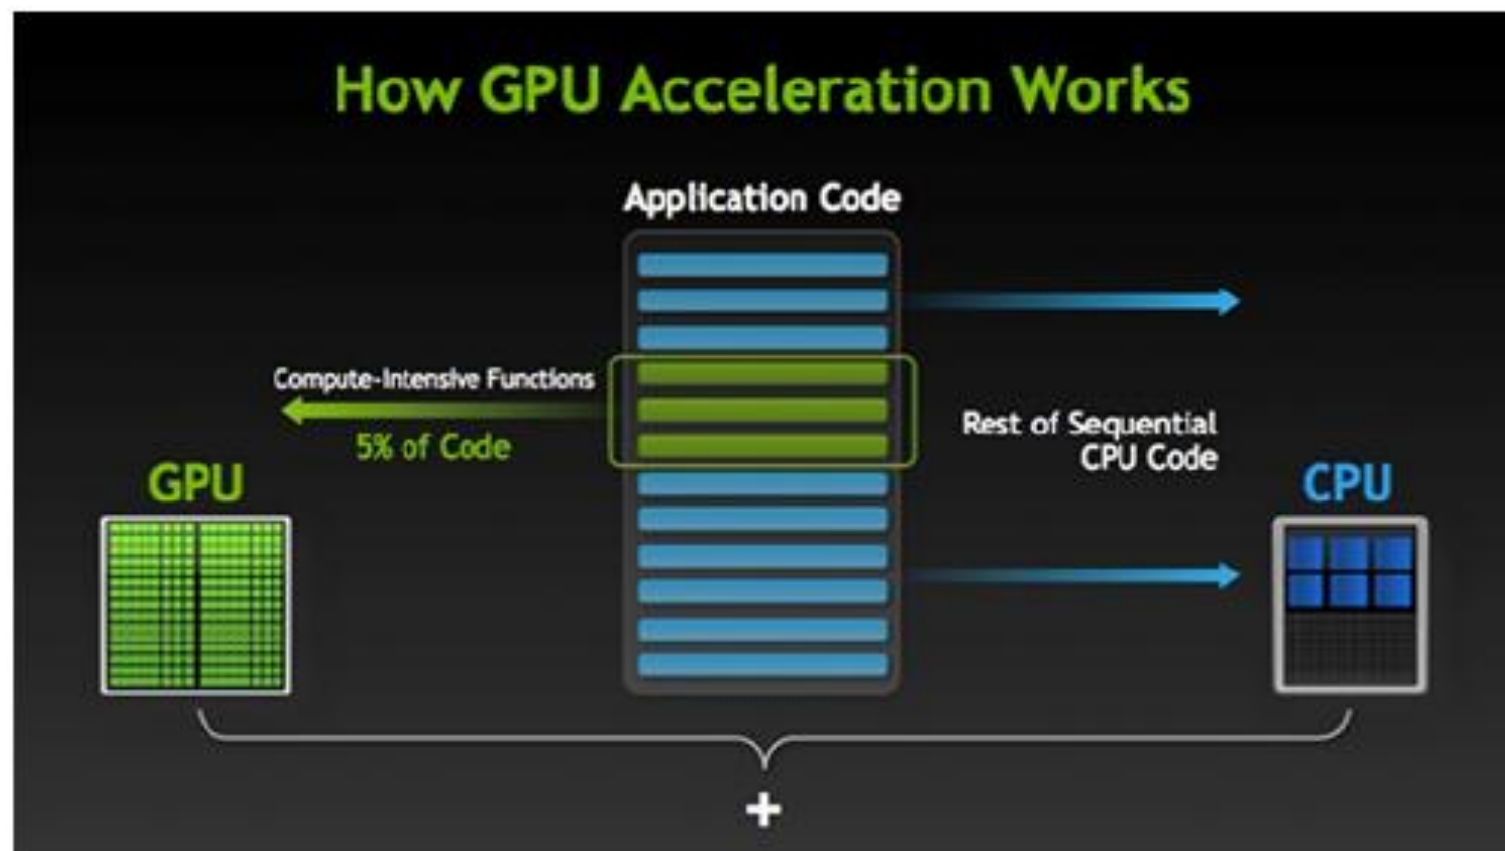 How GPU Acceleration Works
Application Code
Compute-Intensive Functions
5% of Code
Rest of Sequential
CPU Code
GPU
CPU
+